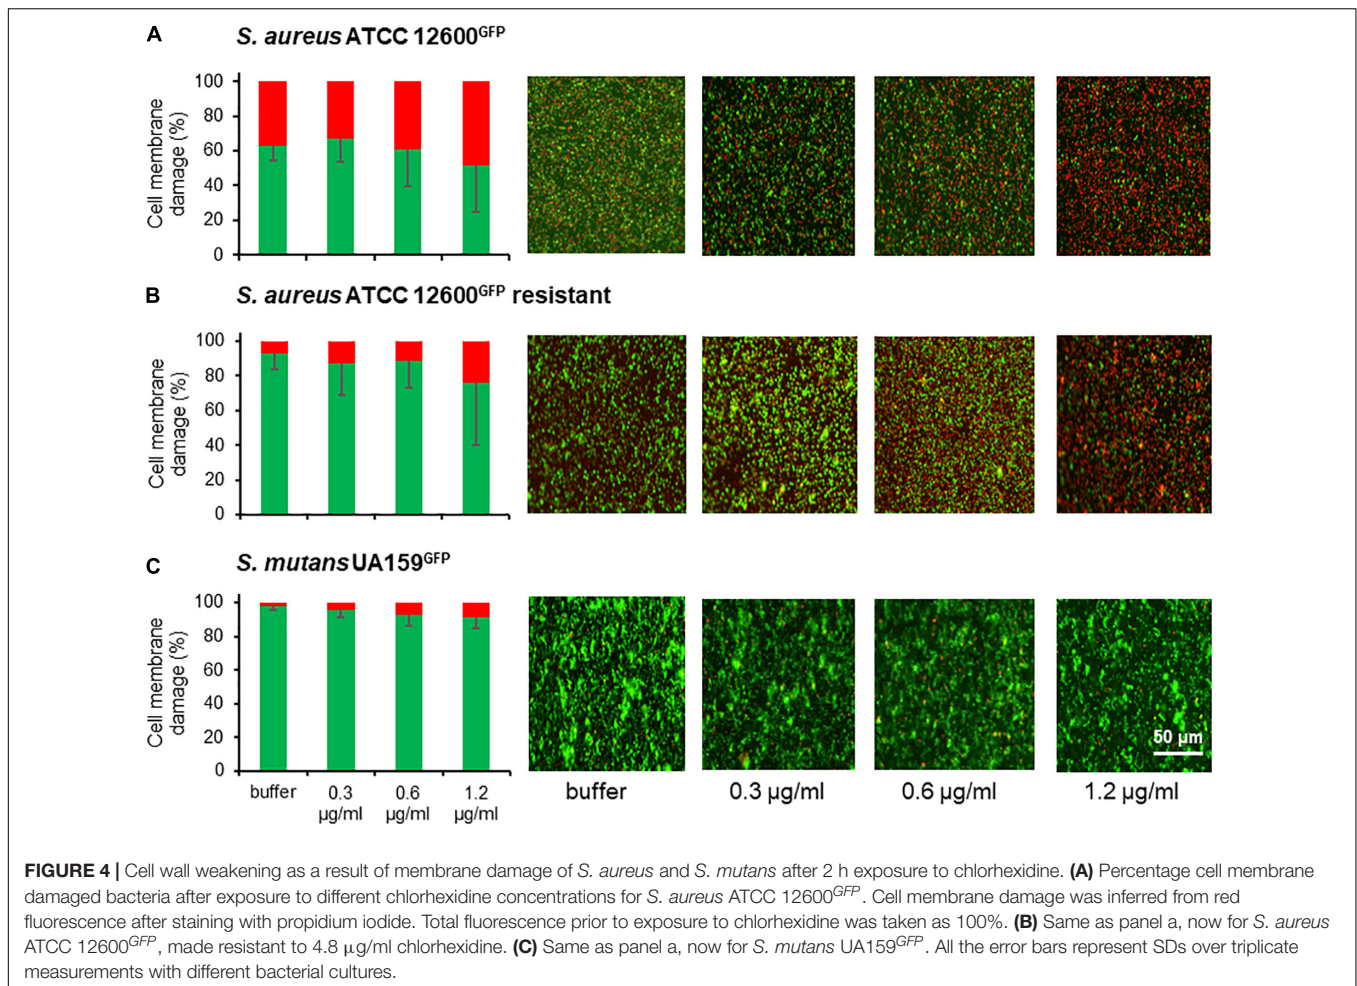 A
S. aureus ATCC 12600GFP
Cell membrane
damage (%)
100
80
60
40
20
0
B
S. aureus ATCC 12600GFP resistant
Cell membrane
damage (%)
100
80
60
40
20
0
C
S. mutans UA159GFP
Cell membrane
damage (%)
100
80
60
40
20
0
buffer
0.3
µg/ml
0.6
µg/ml
1.2
µg/ml
50 µm
buffer
0.3 µg/ml
0.6 µg/ml
1.2 µg/ml
FIGURE 4 | Cell wall weakening as a result of membrane damage of S. aureus and S. mutans after 2 h exposure to chlorhexidine. (A) Percentage cell membrane
damaged bacteria after exposure to different chlorhexidine concentrations for S. aureus ATCC 12600GFP. Cell membrane damage was inferred from red
fluorescence after staining with propidium iodide. Total fluorescence prior to exposure to chlorhexidine was taken as 100%. (B) Same as panel a, now for S. aureus
ATCC 12600GFP, made resistant to 4.8 µg/ml chlorhexidine. (C) Same as panel a, now for S. mutans UA159GFP. All the error bars represent SDs over triplicate
measurements with different bacterial cultures.